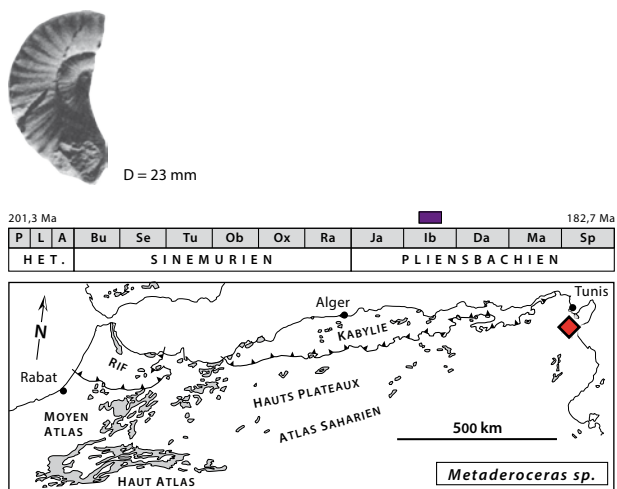 D = 23 mm
201,3 Ma 182,7 Ma
P L A Bu Se Tu Ob Ox Ra Ja Ib Da Ma Sp
HET. SINEMURIEN PLIENSBACHIEN
Tunis
Alger
N
KABYLIE
RIF
Rabat
HAUTS PLATEAUX
MOYEN
ATLAS
ATLAS SAHARIEN
500 km
HAUT ATLAS
Metaderoceras sp.